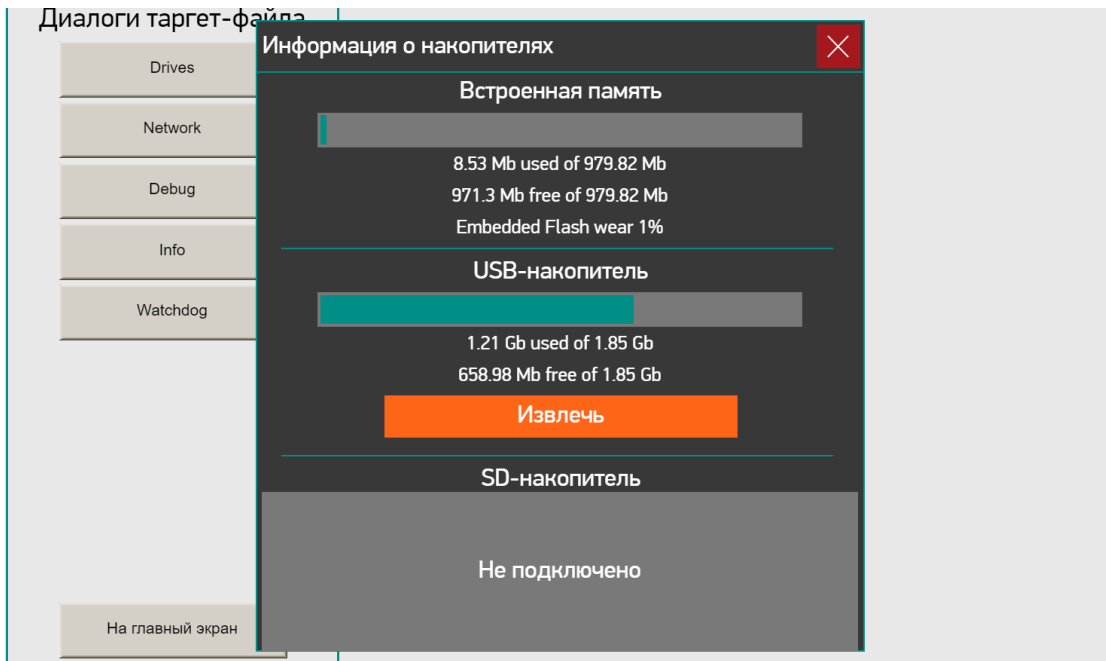 Диалоги таргет-файла
Drives
Network
Debug
Info
Watchdog
На главный экран
Информация о накопителях
Встроенная память
8.53 Mb used of 979.82 Mb
971.3 Mb free of 979.82 Mb
Embedded Flash wear 1%
USB-накопитель
1.21 Gb used of 1.85 Gb
658.98 Mb free of 1.85 Gb
Извлечь
SD-накопитель
Не подключено